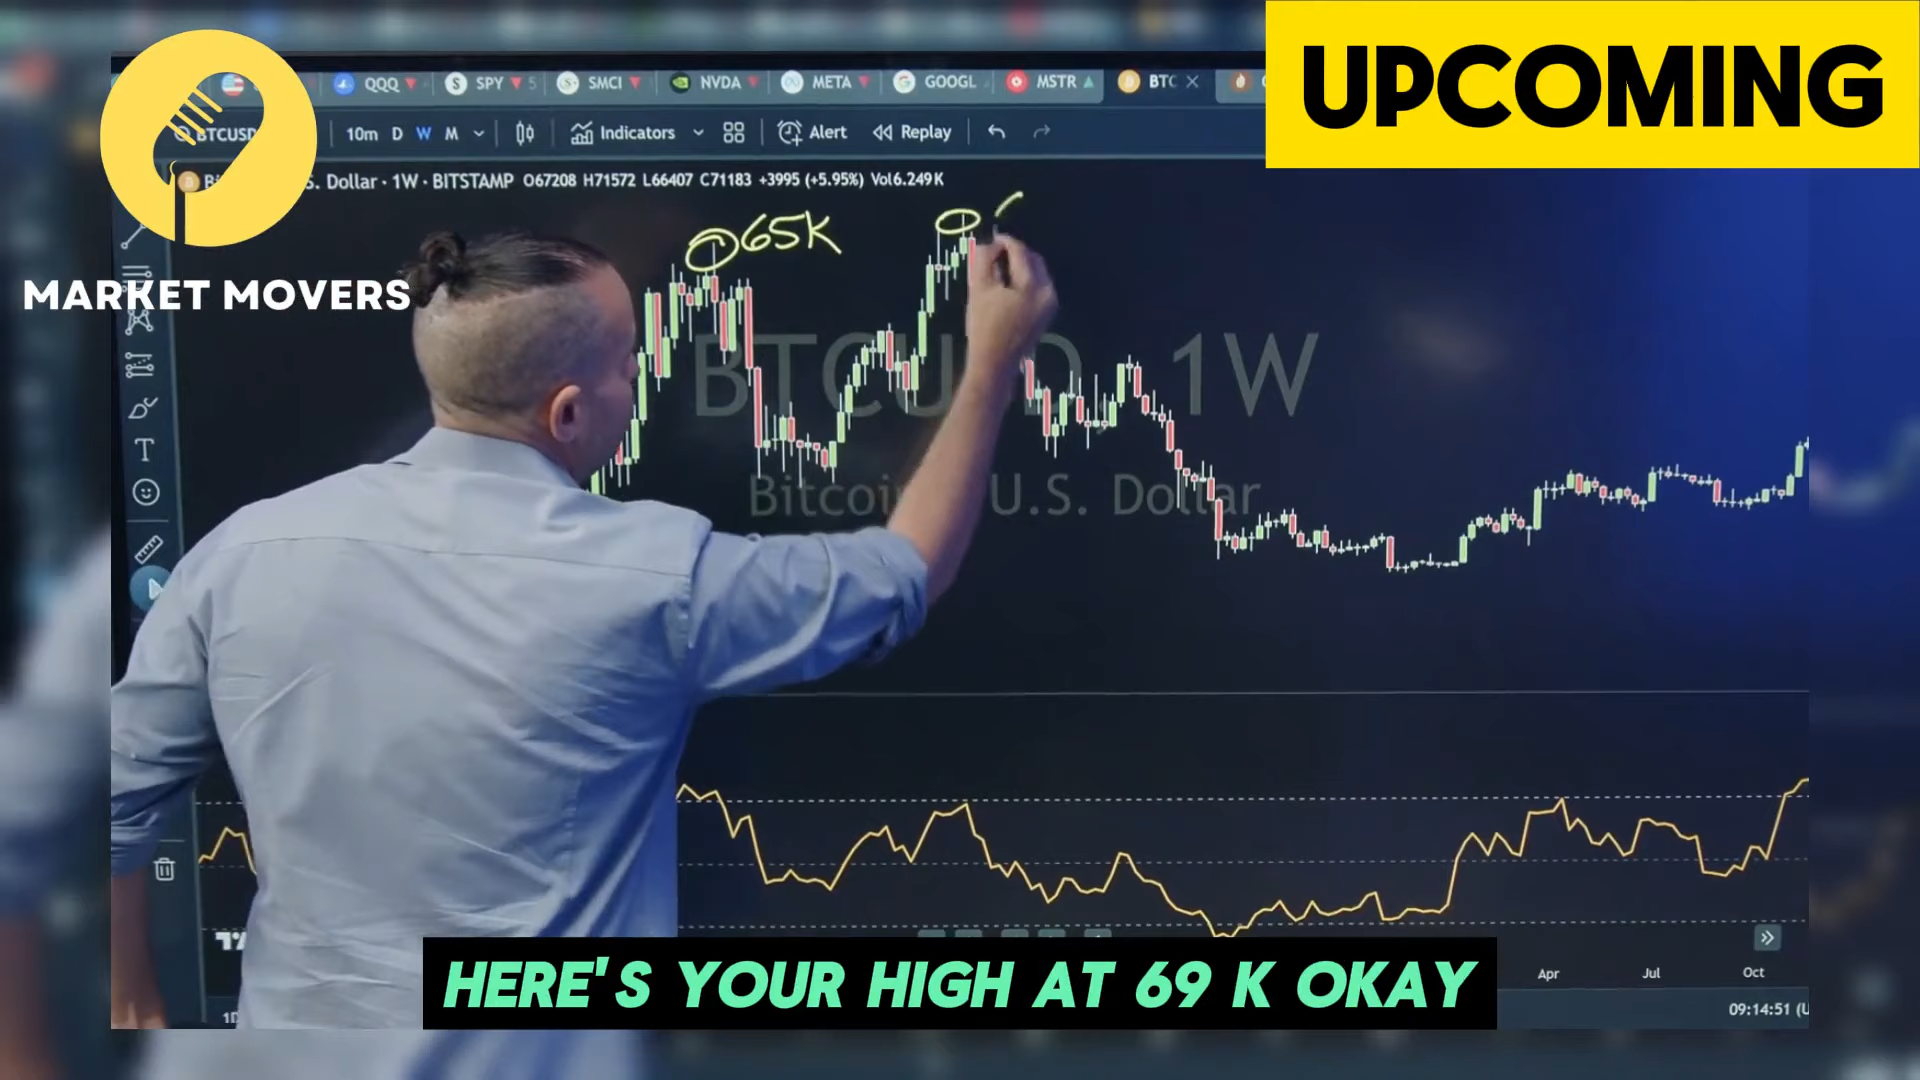 UPCOMING
QQQ SPY 5 SMCI NVDA META GOOGL MSTR BTC
BTCUSD 10m D W M Indicators Alert Replay
S. Dollar · 1W · BITSTAMP O67208 H71572 L66407 C71183 +3995 (+5.95%) Vol6.249K
65K
MARKET MOVERS
1W
U.S. Dollar
Apr Jul Oct
HERE'S YOUR HIGH AT 69 K OKAY
09:14:51